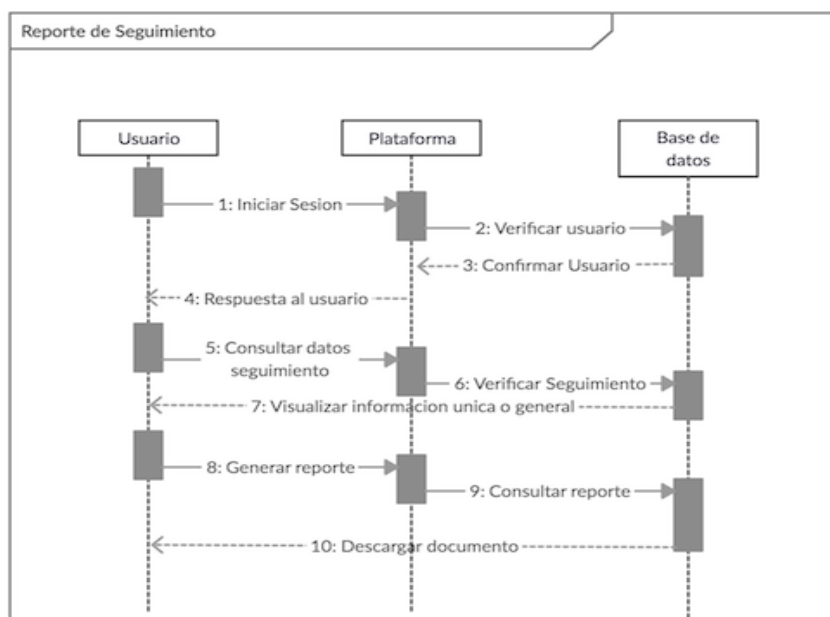 Reporte de Seguimiento
Usuario
Plataforma
Base de
datos
1: Iniciar Sesion
2: Verificar usuario
3: Confirmar Usuario
4: Respuesta al usuario
5: Consultar datos
seguimiento
6: Verificar Seguimiento
7: Visualizar informacion unica o general
8: Generar reporte
9: Consultar reporte
10: Descargar documento